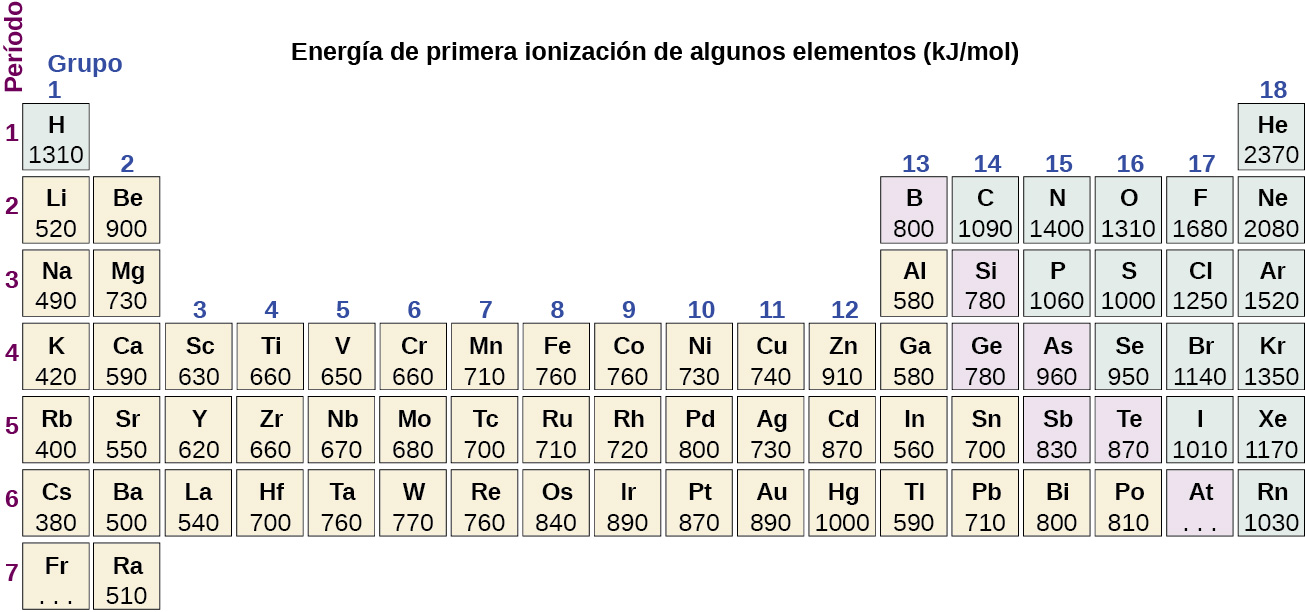 Período
Energía de primera ionización de algunos elementos (kJ/mol)
Grupo
1 18
1 H He
1310 2370
2 13 14 15 16 17
2 Li Be B C N O F Ne
520 900 800 1090 1400 1310 1680 2080
3 Na Mg Al Si P S Cl Ar
490 730 580 780 1060 1000 1250 1520
3 4 5 6 7 8 9 10 11 12
4 K Ca Sc Ti V Cr Mn Fe Co Ni Cu Zn Ga Ge As Se Br Kr
420 590 630 660 650 660 710 760 760 730 740 910 580 780 960 950 1140 1350
5 Rb Sr Y Zr Nb Mo Tc Ru Rh Pd Ag Cd In Sn Sb Te I Xe
400 550 620 660 670 680 700 710 720 800 730 870 560 700 830 870 1010 1170
6 Cs Ba La Hf Ta W Re Os Ir Pt Au Hg Tl Pb Bi Po At Rn
380 500 540 700 760 770 760 840 890 870 890 1000 590 710 800 810 . . . 1030
7 Fr Ra
. . . 510